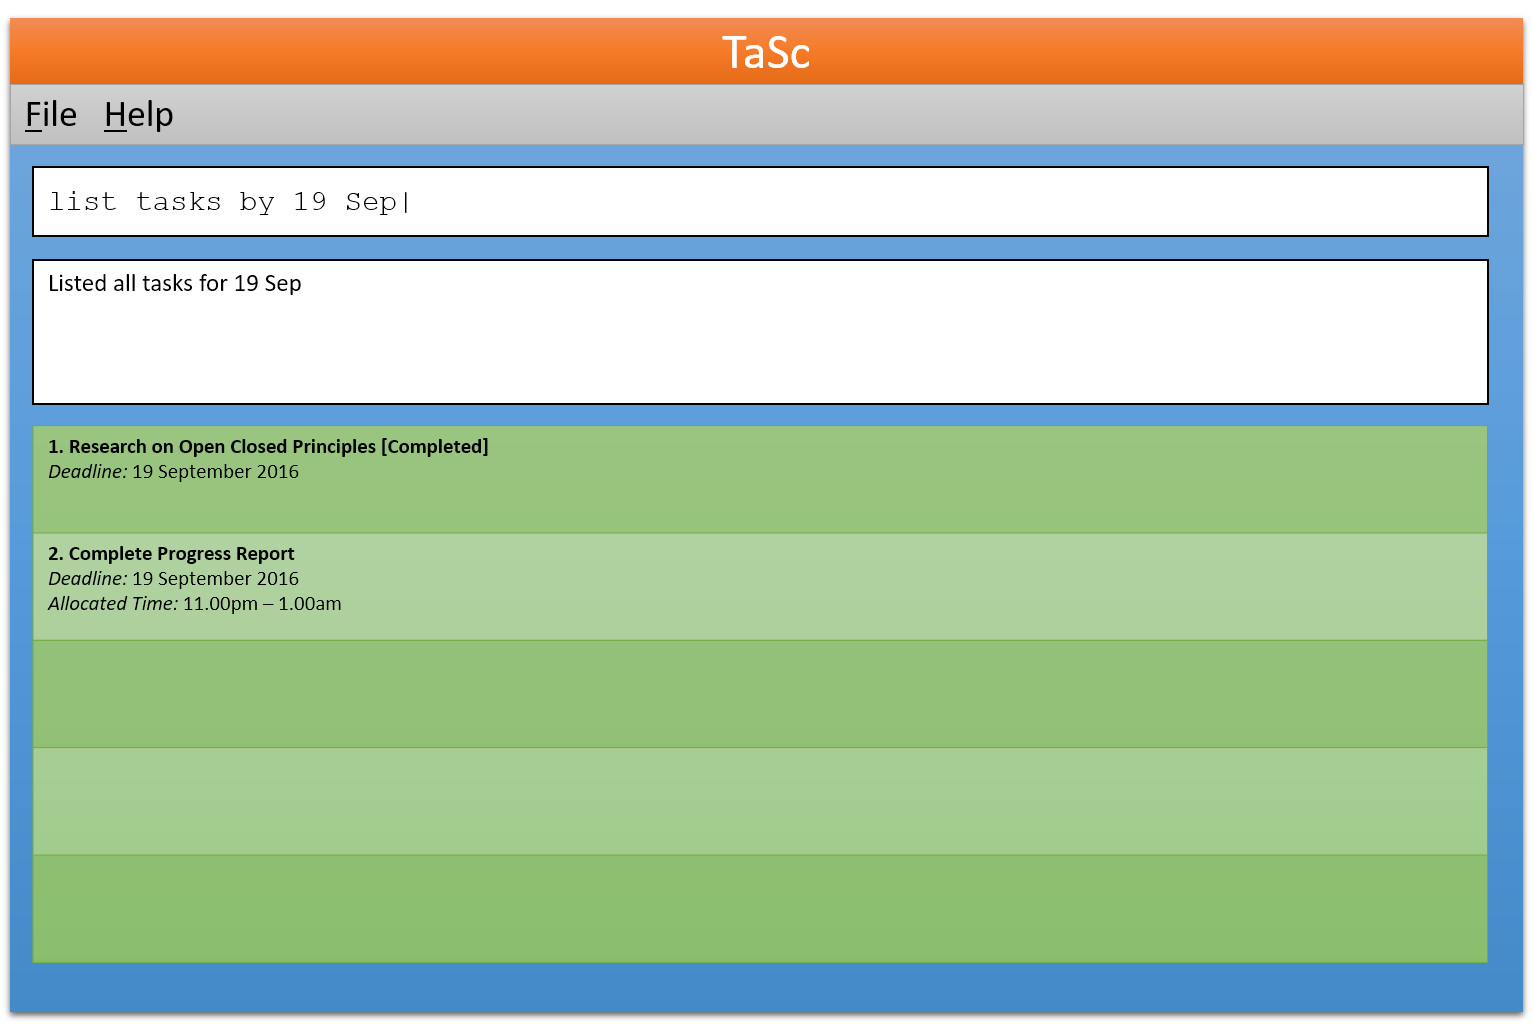 TaSc
File Help
list tasks by 19 Sep|
Listed all tasks for 19 Sep
1. Research on Open Closed Principles [Completed]
Deadline: 19 September 2016
2. Complete Progress Report
Deadline: 19 September 2016
Allocated Time: 11.00pm – 1.00am